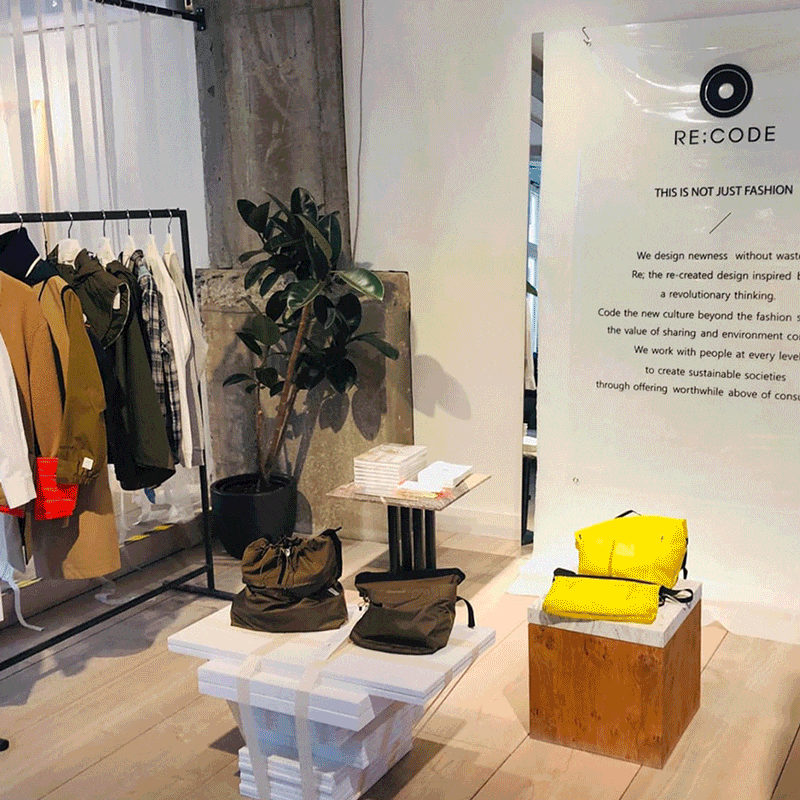 RE;CODE
THIS IS NOT JUST FASHION
We design newness without
Re; the re-created design inspired
a revolutionary thinking.
Code the new culture beyond the fashion
the value of sharing and environment
We work with people at every level
to create sustainable societies
through offering worthwhile above of